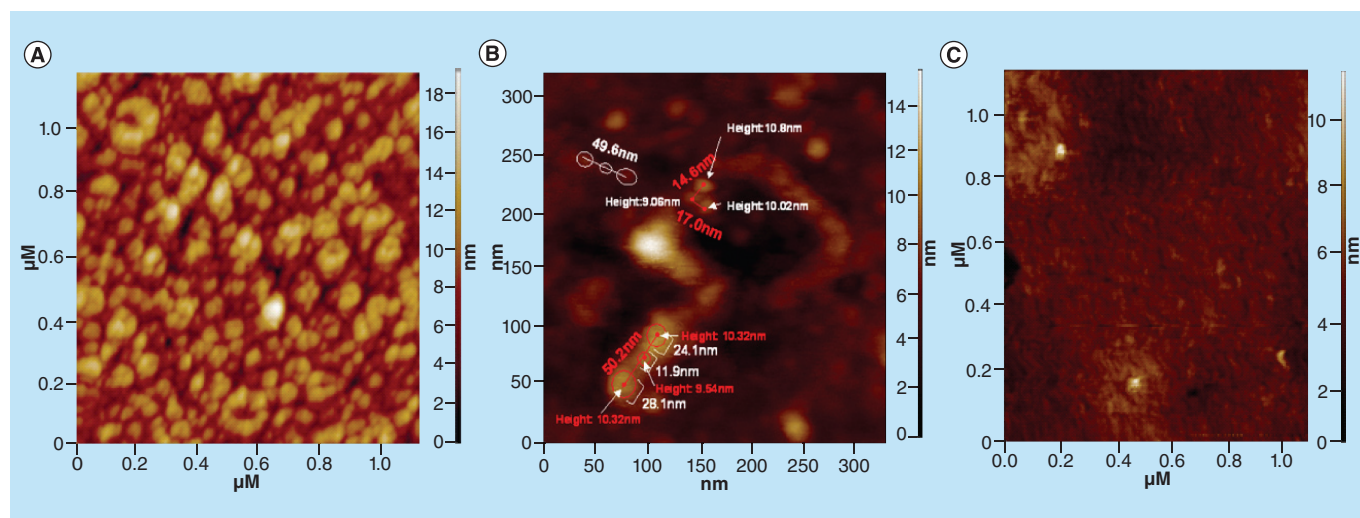 A
1.0
0.8
0.6
0.4
0.2
0
µM
0
0.2
0.4
0.6
0.8
1.0
µM
18
16
14
12
10
8
6
4
2
0
nm
B
300
250
200
150
100
50
0
nm
0
50
100
150
200
250
300
nm
49.6nm
Height:10.8nm
14.6nm
Height:9.06nm
Height:10.02nm
17.0nm
50.2nm
Height:10.32nm
24.1nm
11.9nm
Height:9.54nm
28.1nm
Height:10.32nm
14
12
10
8
6
4
2
0
nm
C
1.0
0.8
0.6
0.4
0.2
0
µM
0.0
0.2
0.4
0.6
0.8
1.0
µM
10
8
6
4
2
0
nm